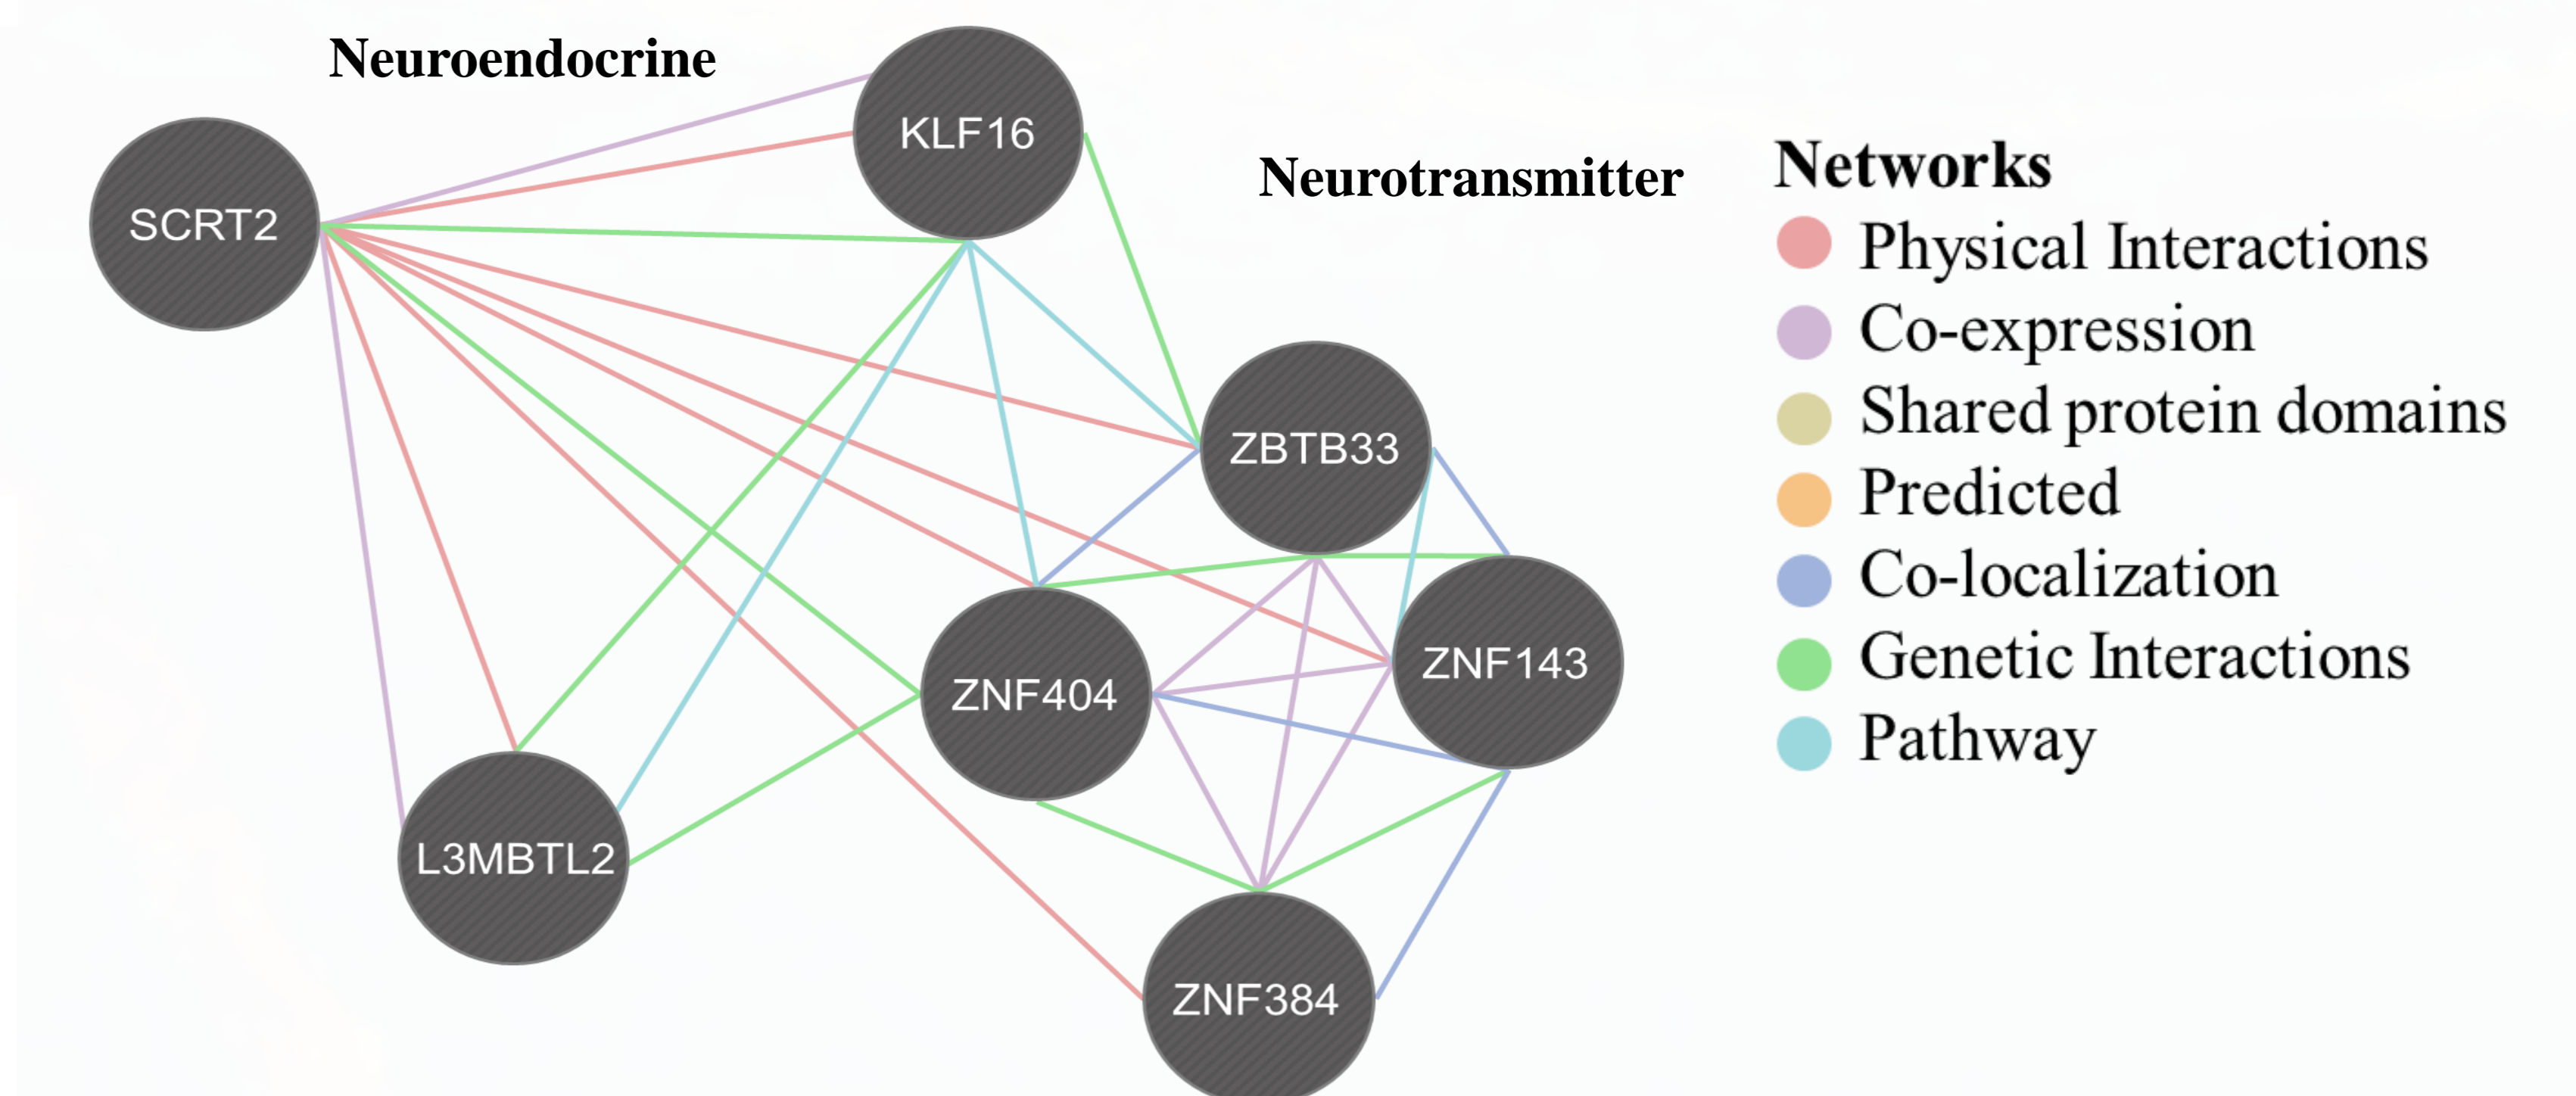 Neuroendocrine
KLF16
SCRT2
Neurotransmitter
ZBTB33
ZNF404
ZNF143
L3MBTL2
ZNF384
Networks
Physical Interactions
Co-expression
Shared protein domains
Predicted
Co-localization
Genetic Interactions
Pathway